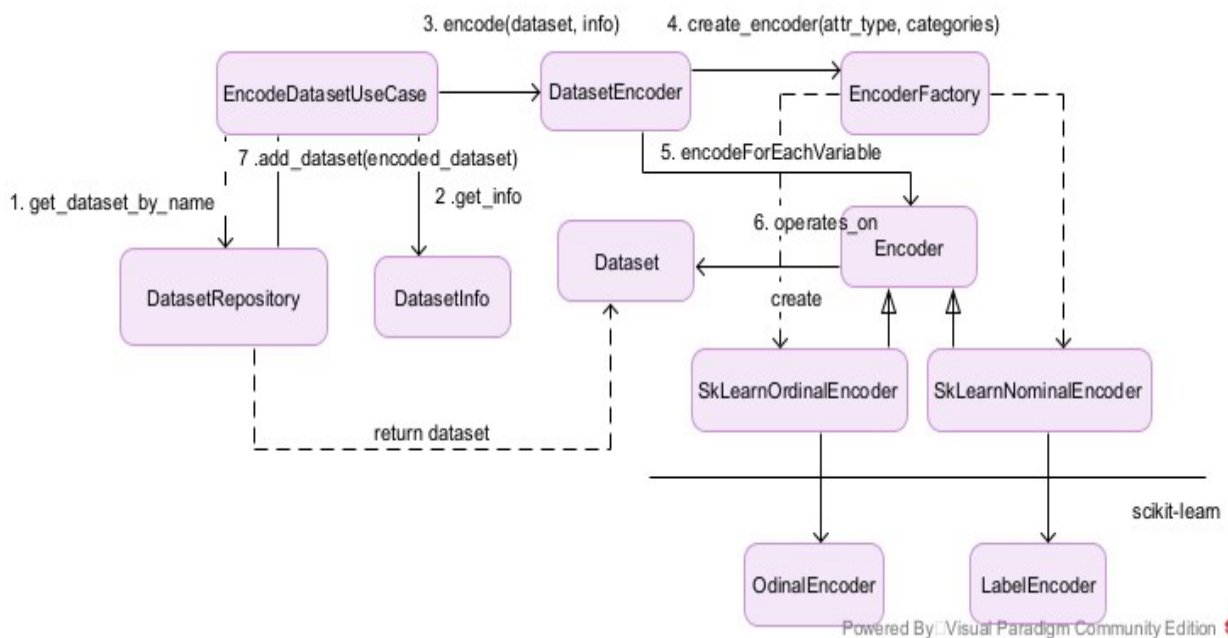 3. encode(dataset, info)
4. create_encoder(attr_type, categories)
EncodeDatasetUseCase
DatasetEncoder
EncoderFactory
7 .add_dataset(encoded_dataset)
5. encodeForEachVariable
1. get_dataset_by_name
2 .get_info
6. operates_on
Encoder
Dataset
DatasetRepository
DatasetInfo
create
SkLearnOrdinalEncoder
SkLearnNominalEncoder
return dataset
scikit-learn
OdinalEncoder
LabelEncoder
Powered By Visual Paradigm Community Edition